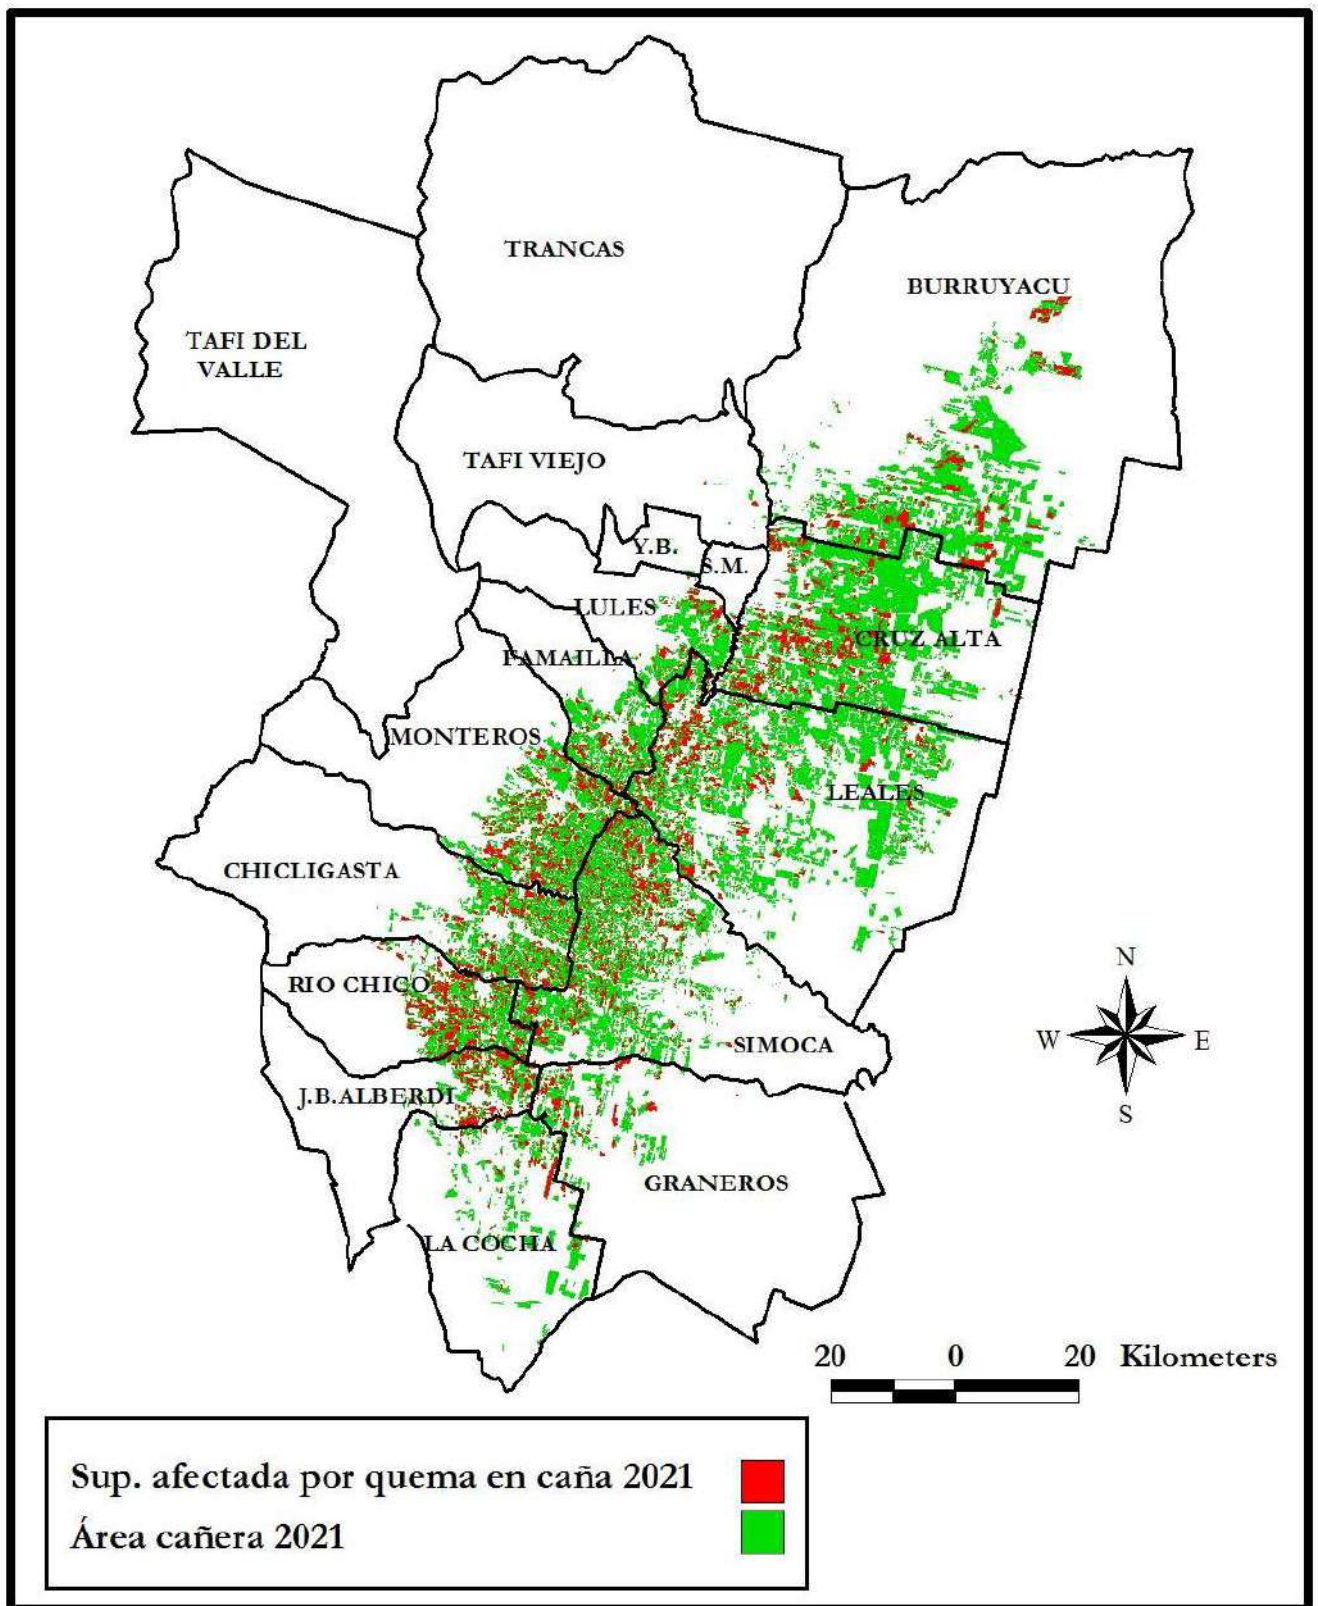 TRANCAS
BURRUYACU
TAFI DEL
VALLE
TAFI VIEJO
Y.B.
S.M.
LULES
CRUZ ALTA
FAMAILLA
MONTEROS
LEALES
CHICLIGASTA
N
RIO CHICO
W
E
SIMOCA
J.B.ALBERDI
S
GRANEROS
LA COCHA
20 0 20 Kilometers
Sup. afectada por quema en caña 2021
Área cañera 2021